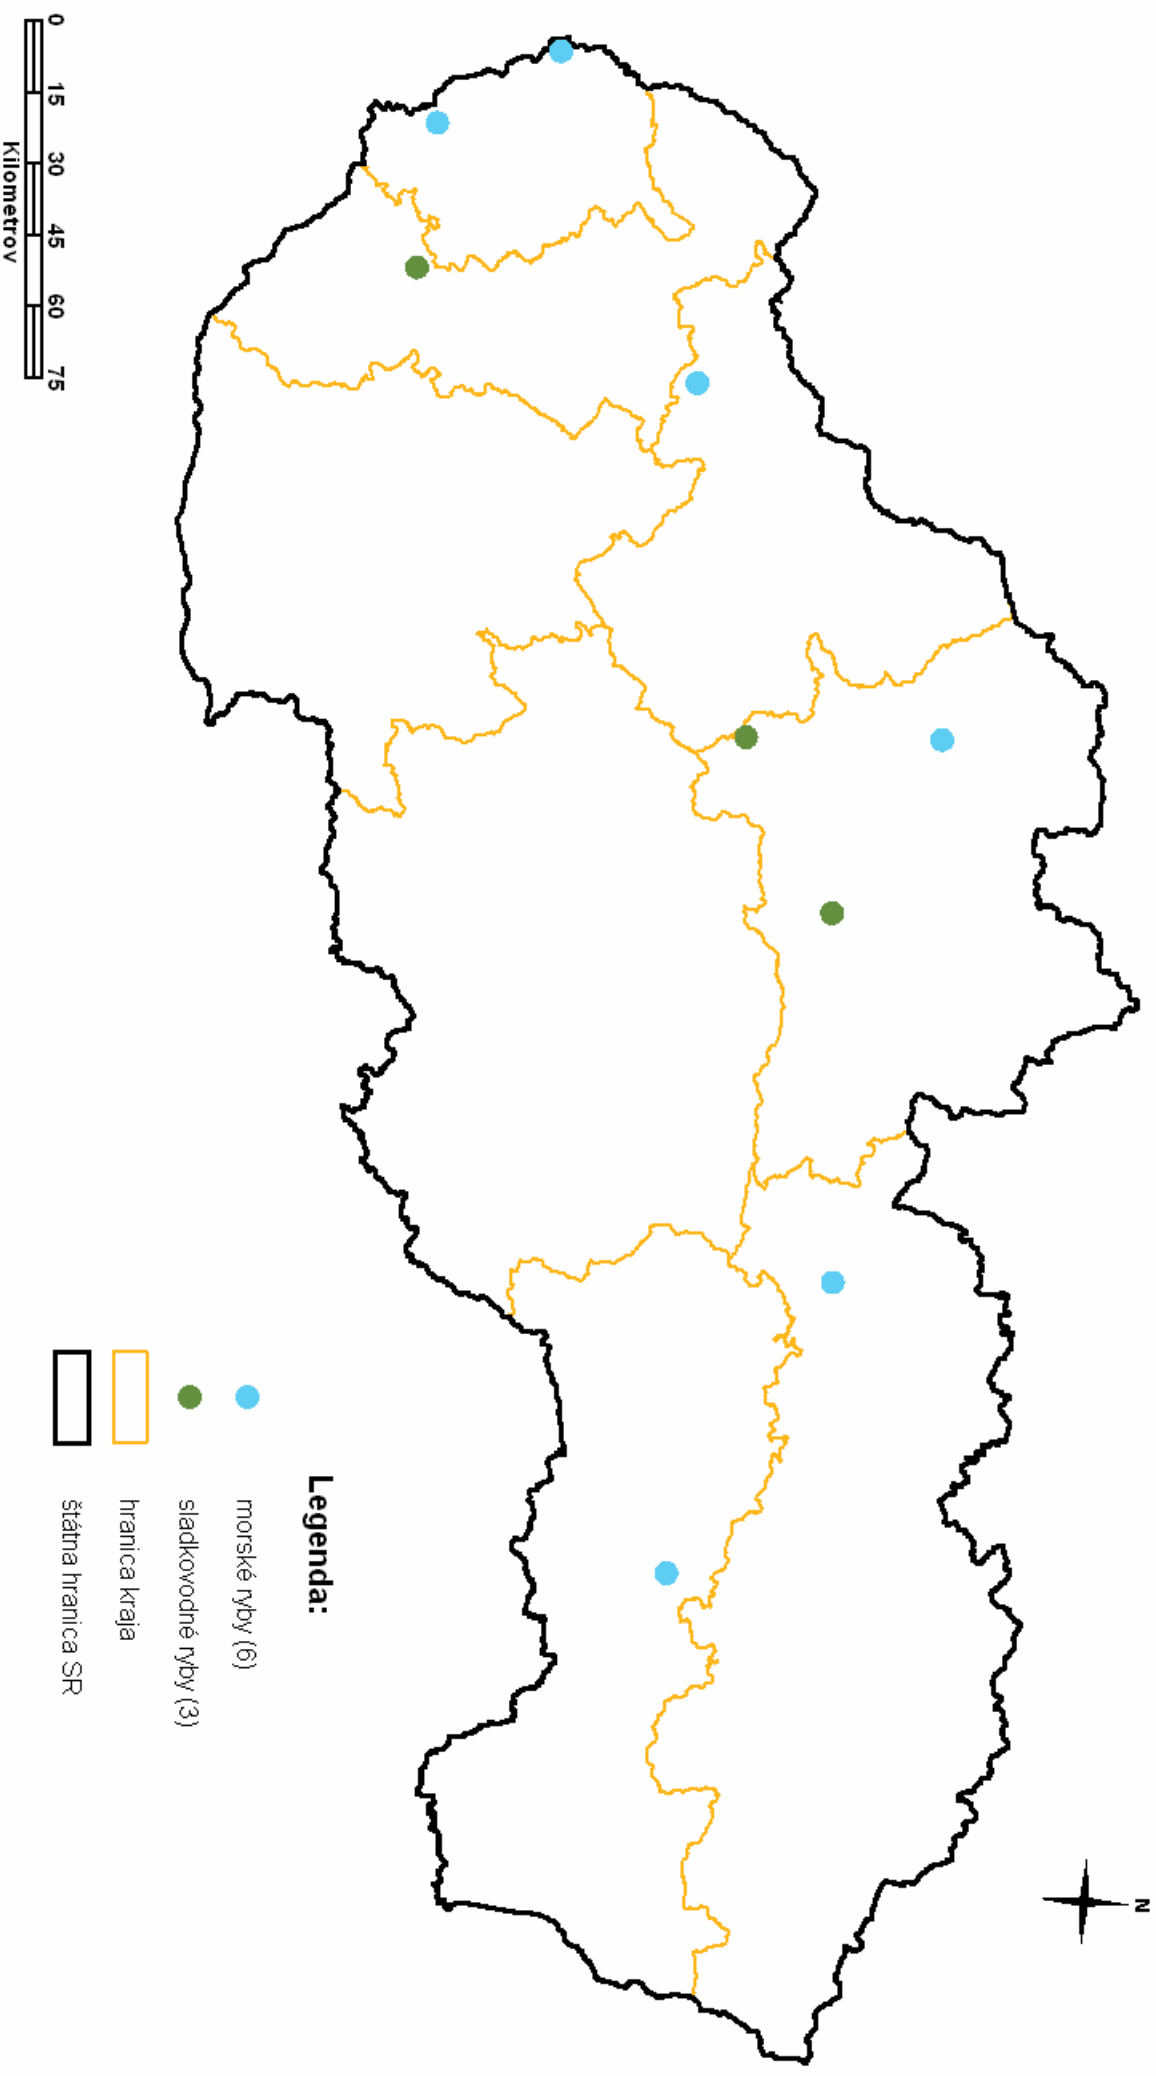 N
Legenda:
morské ryby (6)
sladkovodné ryby (3)
hranica kraja
štátna hranica SR
0 15 30 45 60 75
Kilometrov